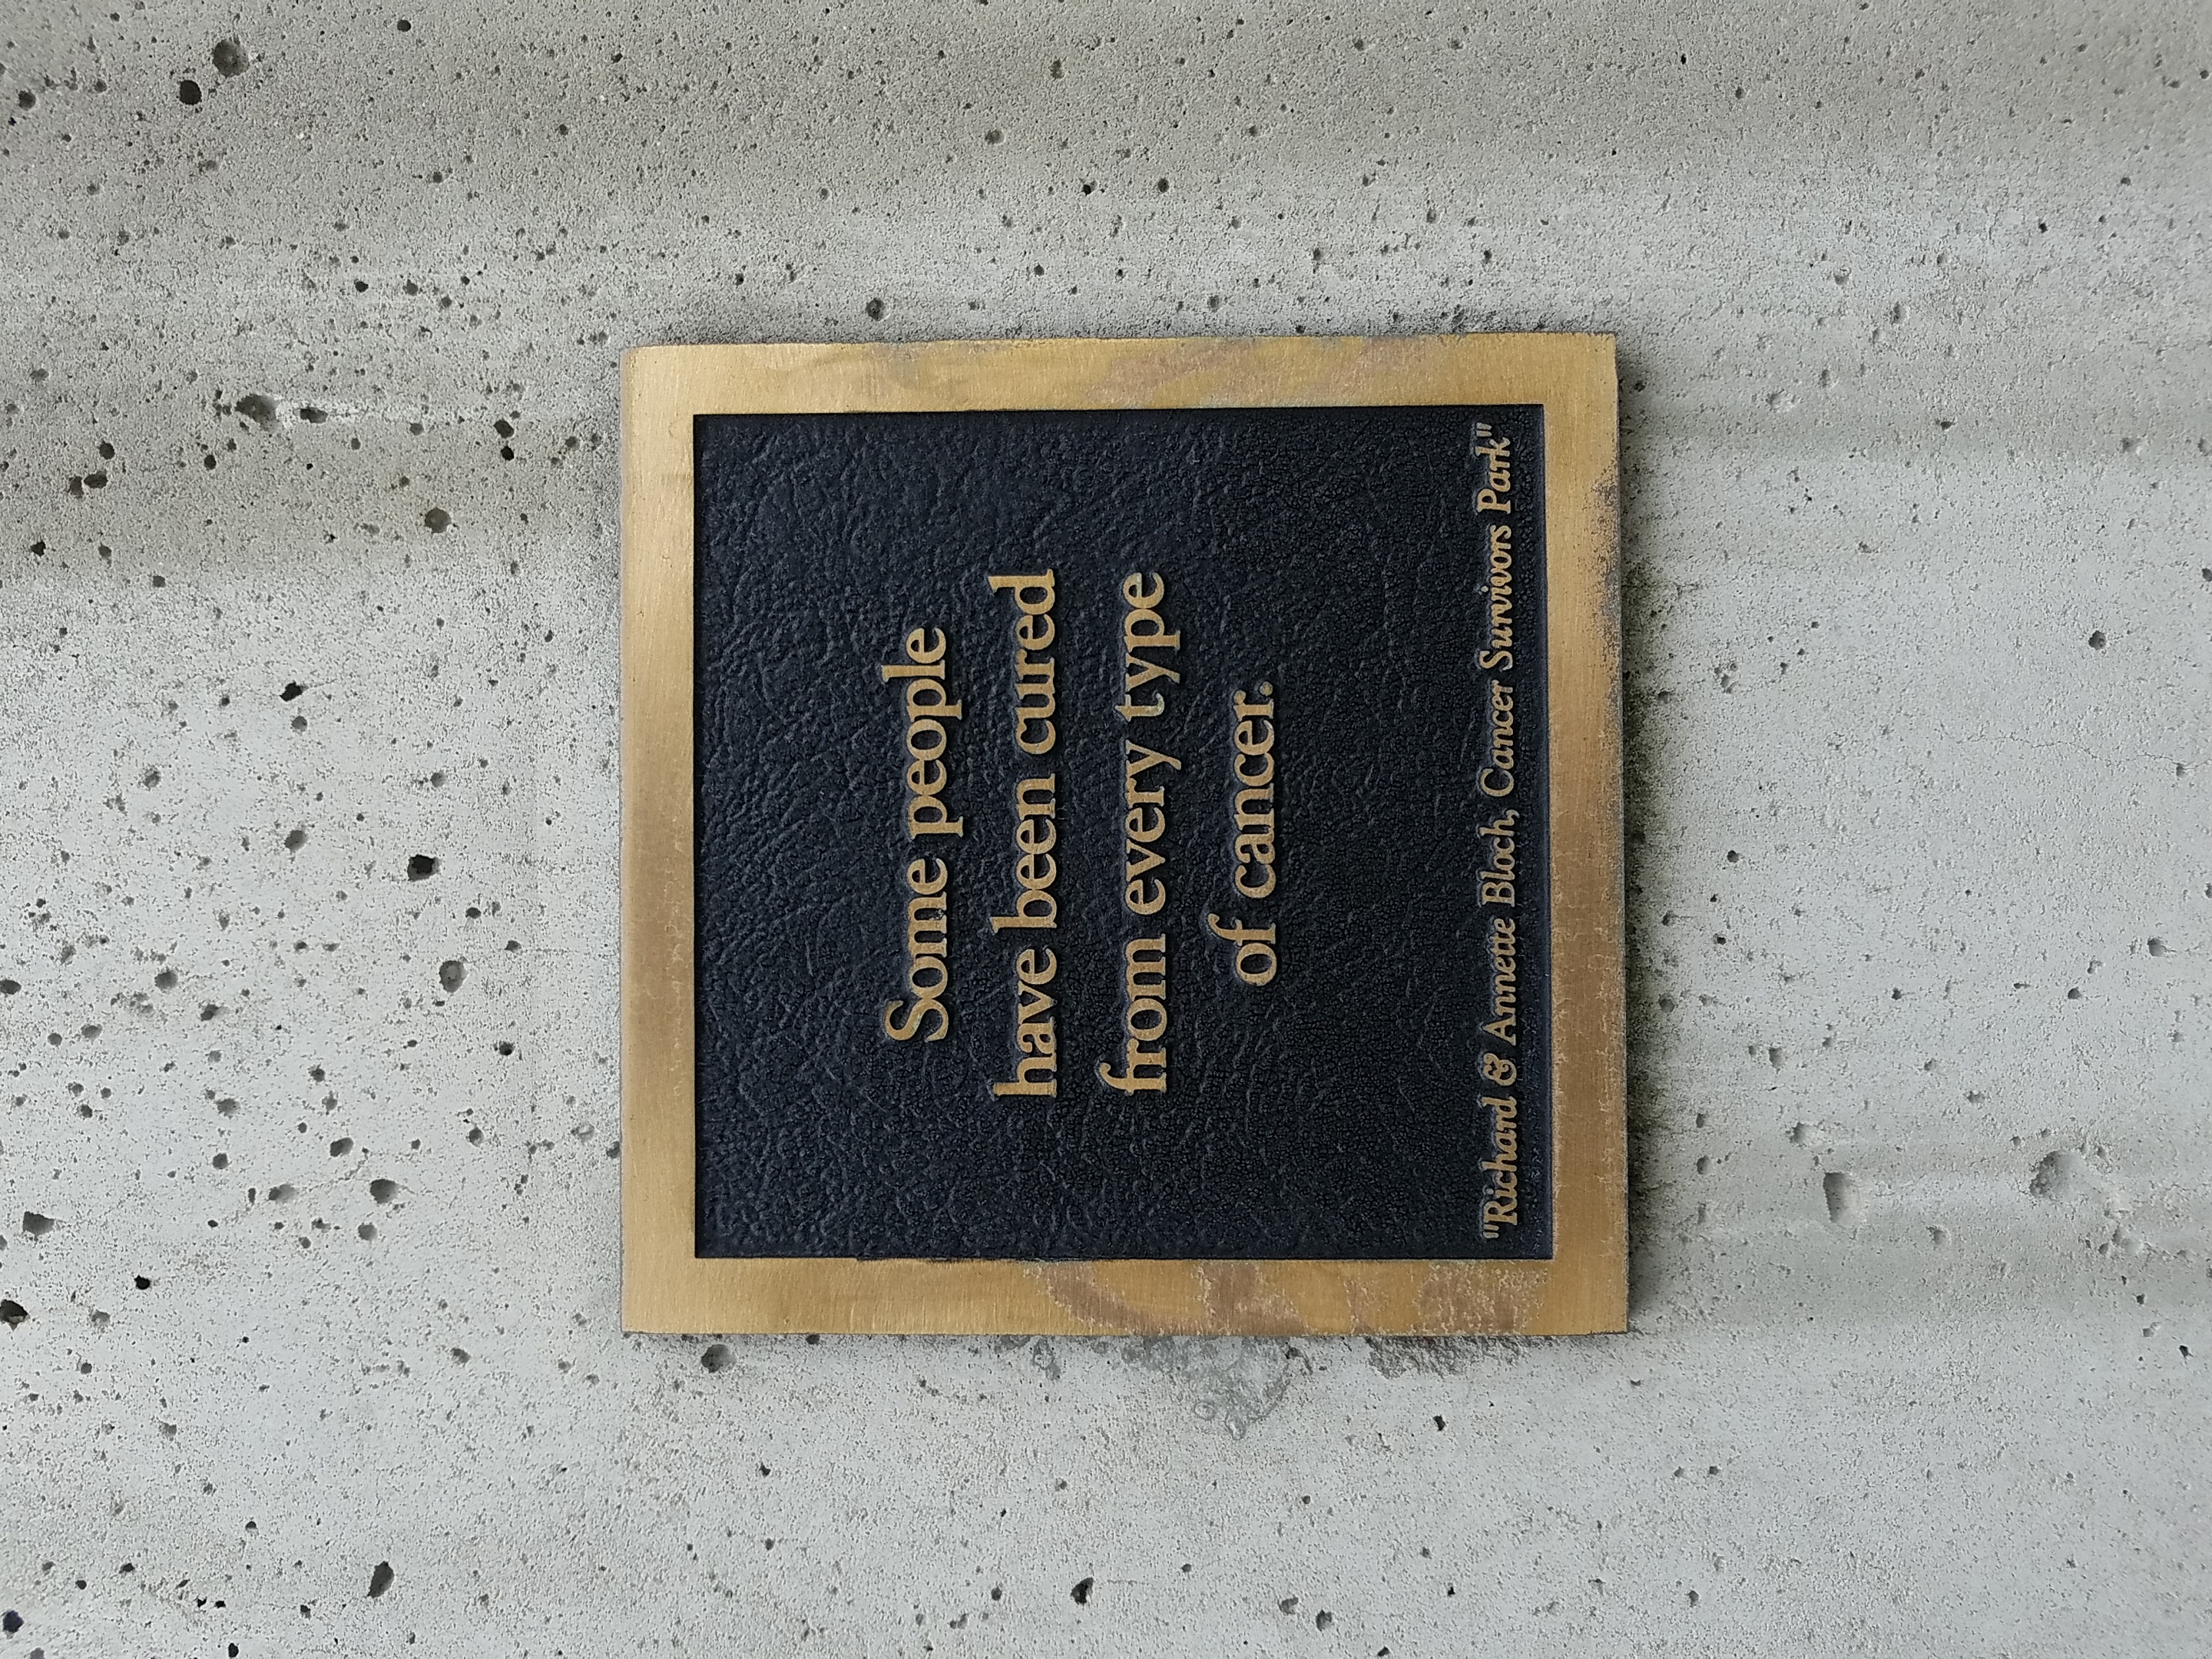 Some people
have been cured
from every type
of cancer.
"Richard & Annette Bloch, Cancer Survivors Park"